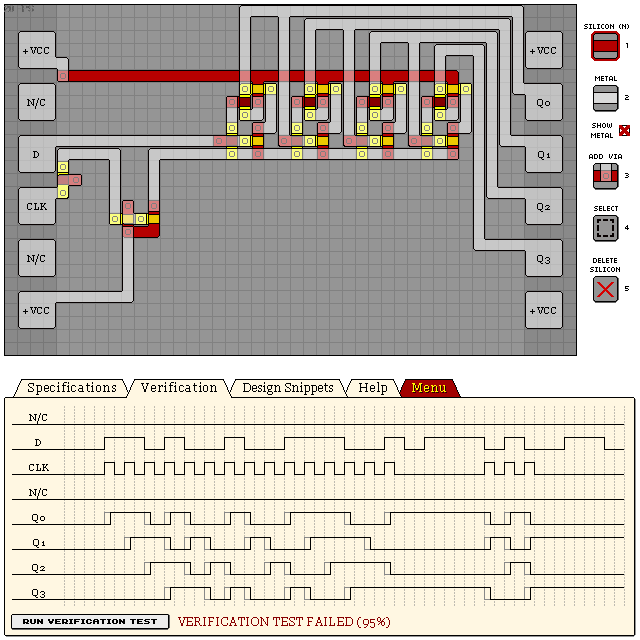 +VCC
+VCC
SILICON (N)
1
N/C
Q0
METAL
2
SHOW
METAL
D
Q1
ADD VIA
3
CLK
Q2
SELECT
4
N/C
Q3
DELETE
SILICON
5
+VCC
+VCC
Specifications
Verification
Design Snippets
Help
Menu
N/C
D
CLK
N/C
Q0
Q1
Q2
Q3
RUN VERIFICATION TEST
VERIFICATION TEST FAILED (95%)